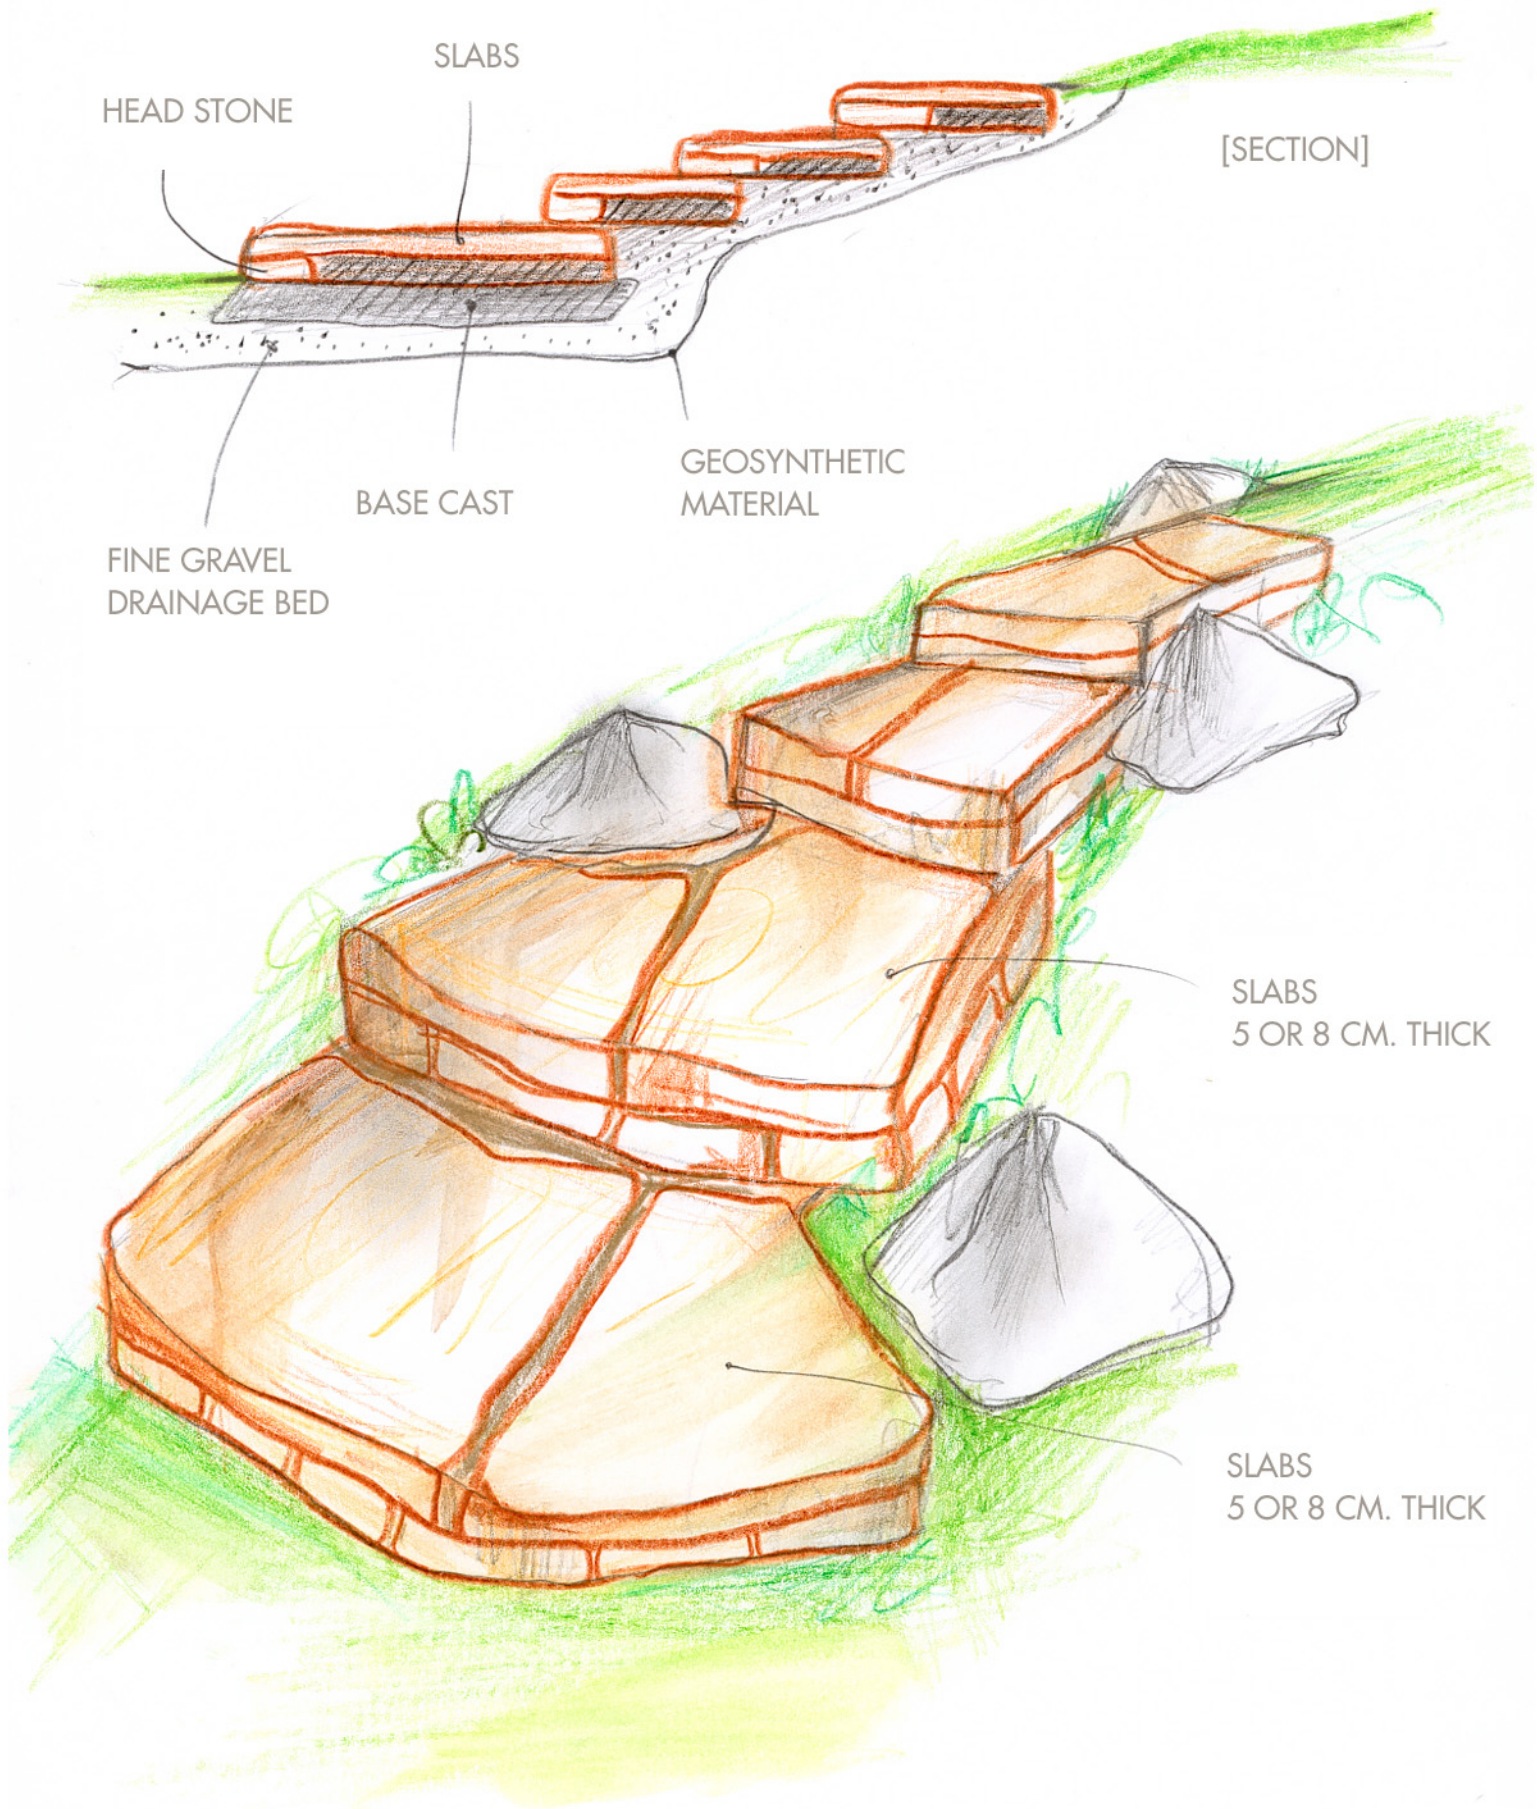 SLABS
HEAD STONE
[SECTION]
GEOSYNTHETIC
MATERIAL
BASE CAST
FINE GRAVEL
DRAINAGE BED
SLABS
5 OR 8 CM. THICK
SLABS
5 OR 8 CM. THICK